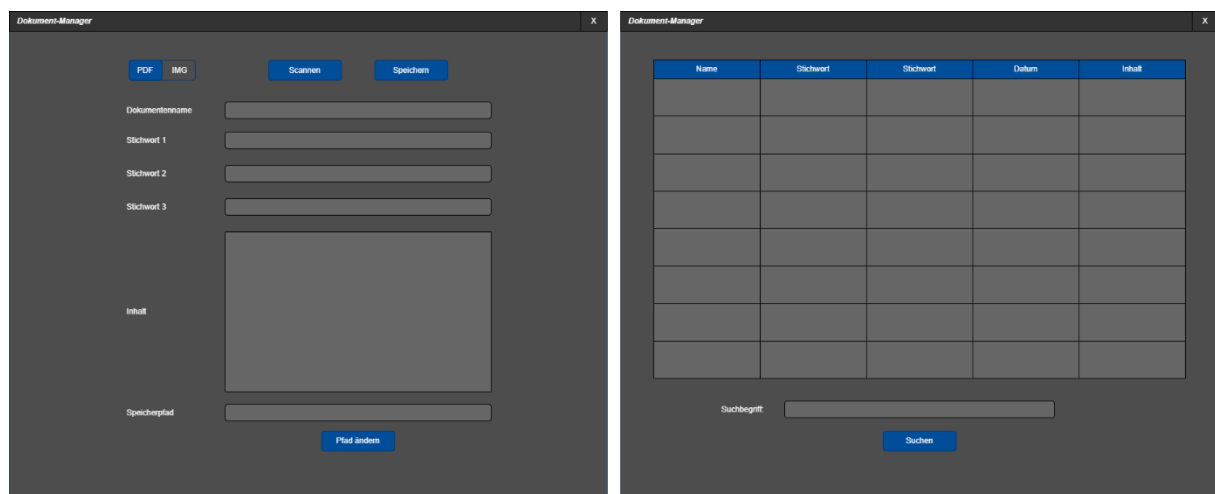 Dokument-Manager X
PDF IMG Scannen Speichern
Dokumentenname
Stichwort 1
Stichwort 2
Stichwort 3
Inhalt
Speicherpfad
Pfad ändern
Dokument-Manager X
Name Stichwort Stichwort Datum Inhalt
Suchbegriff:
Suchen